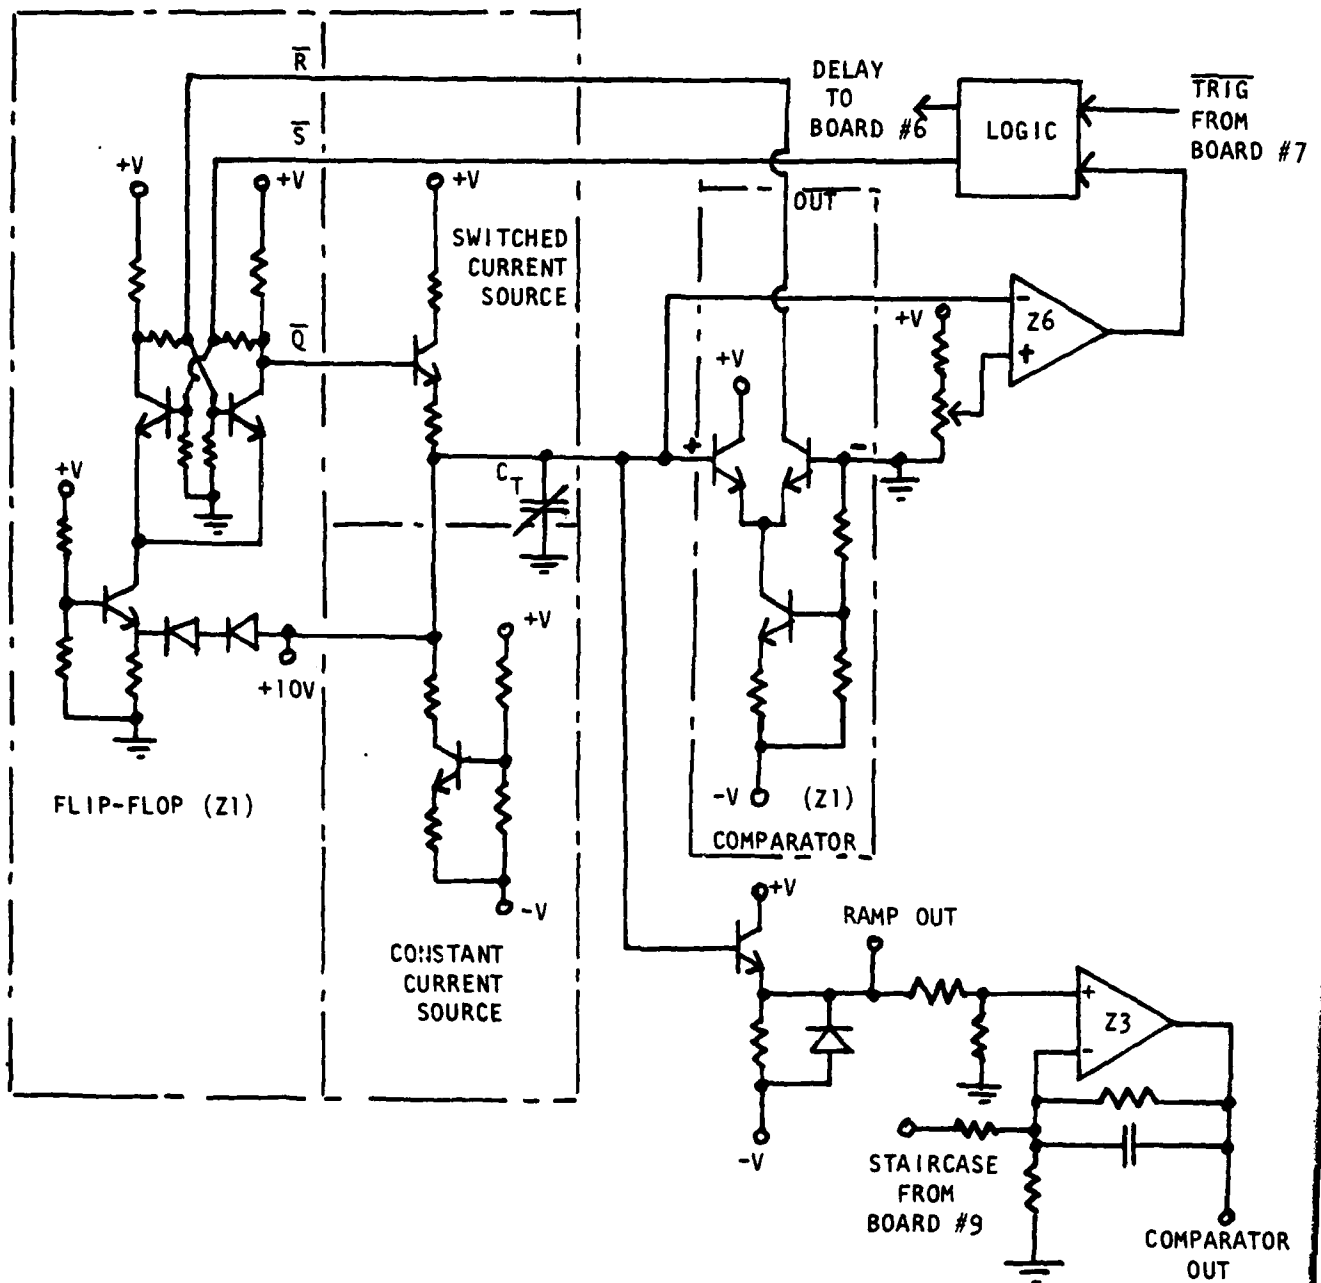 R
S
DELAY
TO
BOARD #6
LOGIC
TRIG
FROM
BOARD #7
+V
+V
+V
OUT
SWITCHED
CURRENT
SOURCE
Q
+V
-
Z6
+
+V
+V
+
-
CT
+V
+10V
FLIP-FLOP (Z1)
-V
(Z1)
COMPARATOR
+V
RAMP OUT
-V
CONSTANT
CURRENT
SOURCE
+
Z3
-
-V
STAIRCASE
FROM
BOARD #9
COMPARATOR
OUT